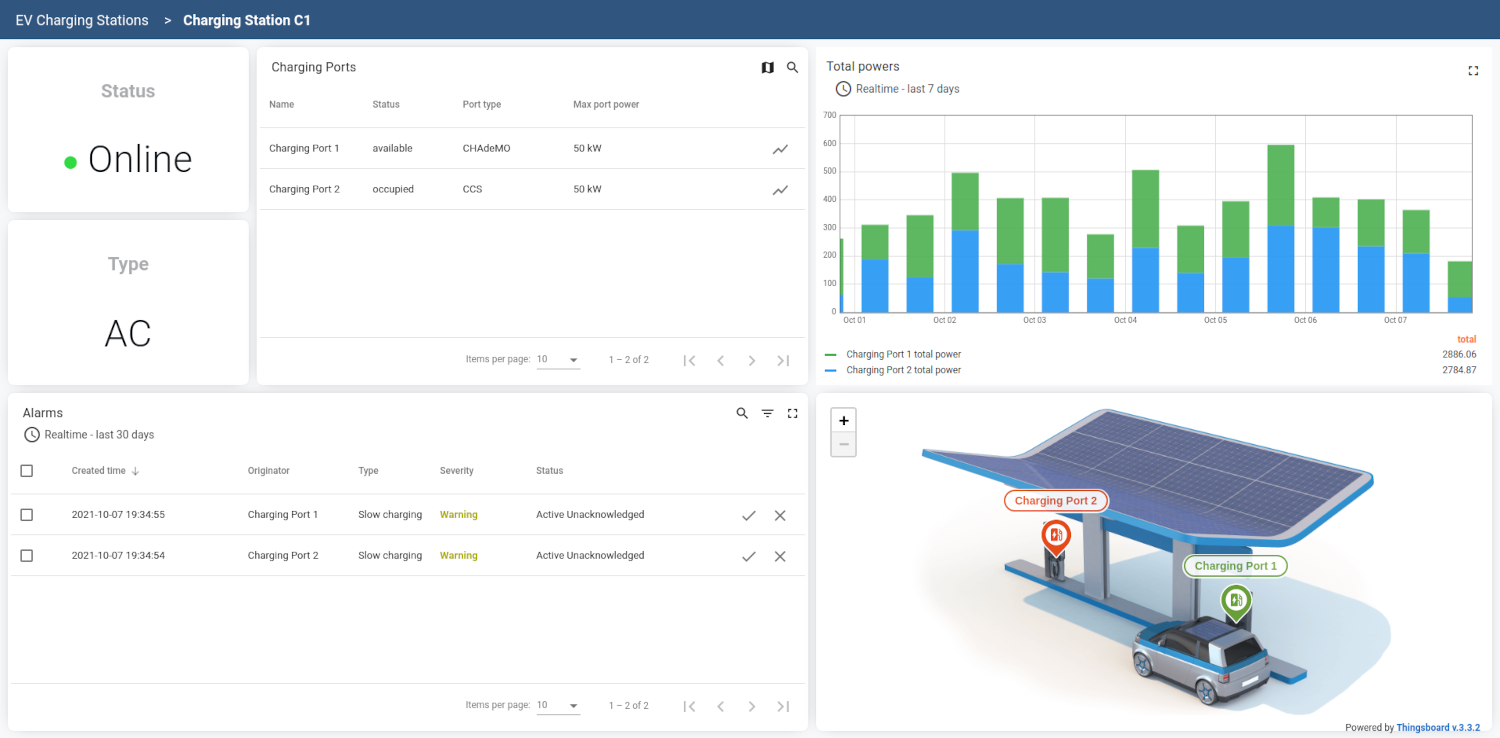 EV Charging Stations > Charging Station C1
Status
Online
Type
AC
Charging Ports
Name Status Port type Max port power
Charging Port 1 available CHAdeMO 50 kW
Charging Port 2 occupied CCS 50 kW
Items per page: 10 1 – 2 of 2
Total powers
Realtime - last 7 days
700
600
500
400
300
200
100
0
Oct 01 Oct 02 Oct 03 Oct 04 Oct 05 Oct 06 Oct 07
total
Charging Port 1 total power 2886.06
Charging Port 2 total power 2784.87
Alarms
Realtime - last 30 days
Created time Originator Type Severity Status
2021-10-07 19:34:55 Charging Port 1 Slow charging Warning Active Unacknowledged
2021-10-07 19:34:54 Charging Port 2 Slow charging Warning Active Unacknowledged
Items per page: 10 1 – 2 of 2
+
−
Charging Port 2
Charging Port 1
Powered by Thingsboard v.3.3.2